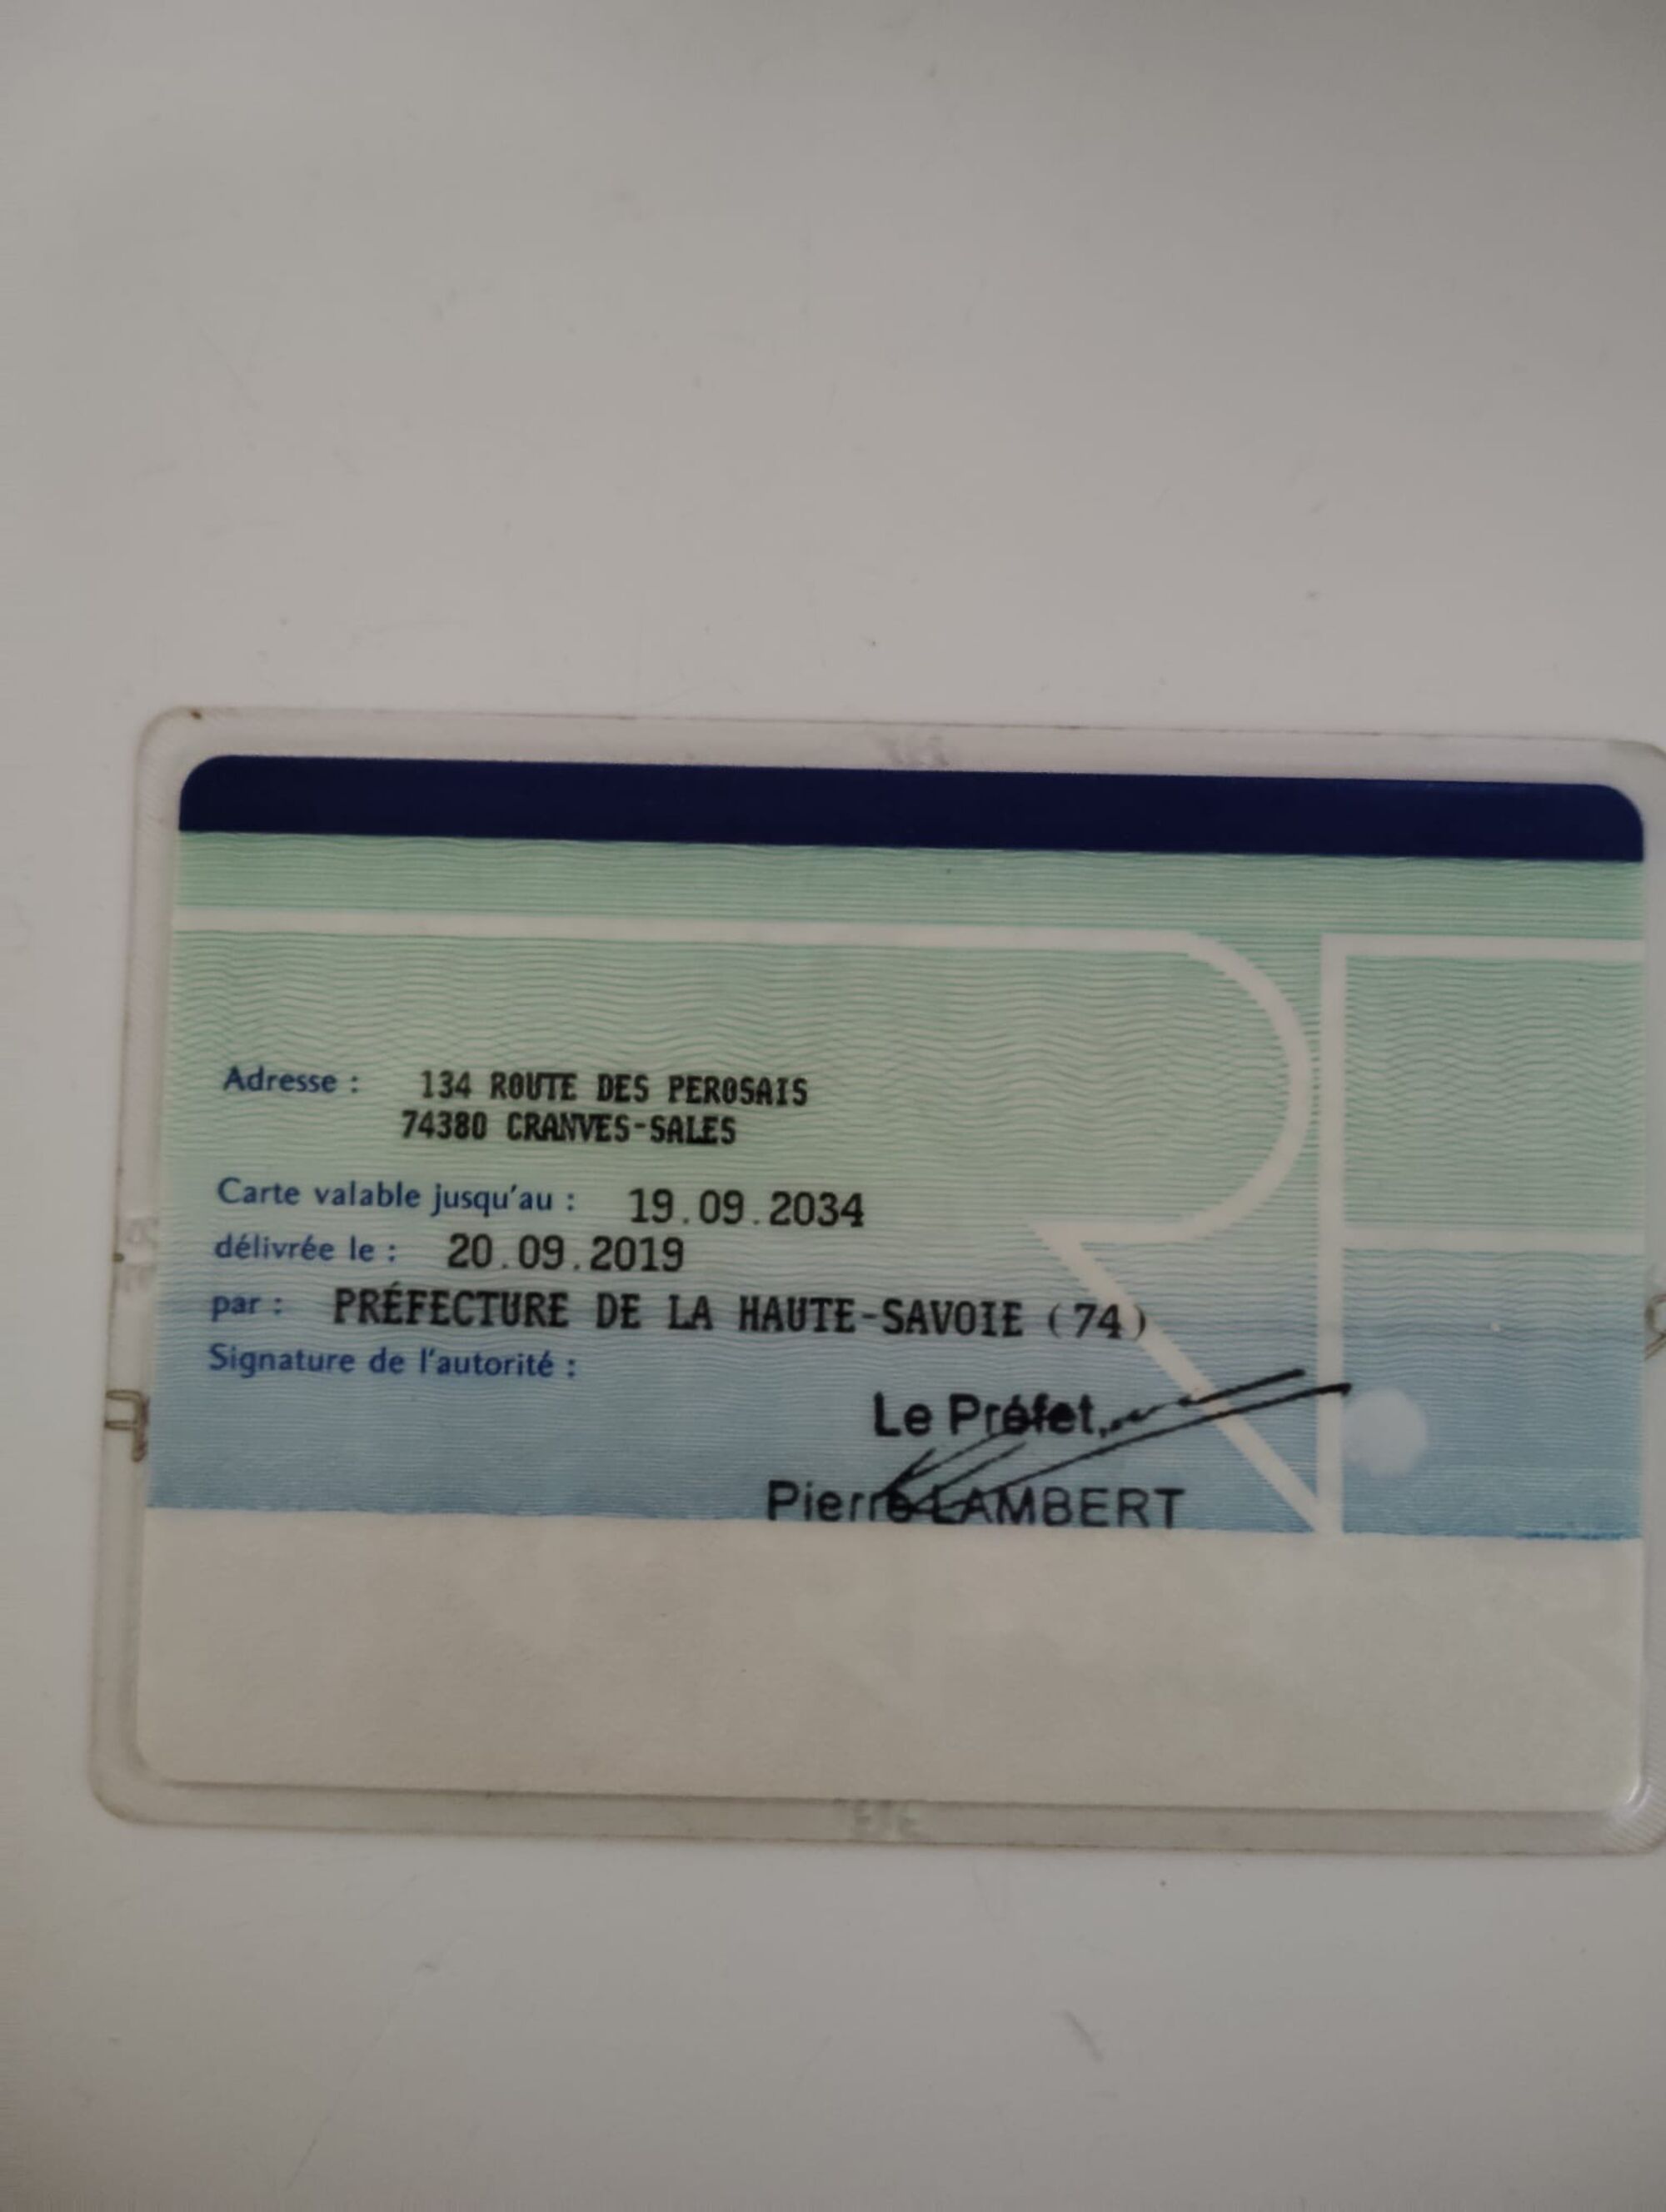 Adresse : 134 ROUTE DES PEROSAIS
74380 CRANVES-SALES
Carte valable jusqu'au : 19.09.2034
délivrée le : 20.09.2019
par : PRÉFECTURE DE LA HAUTE-SAVOIE (74)
Signature de l'autorité :
Le Préfet,
Pierre LAMBERT
RF